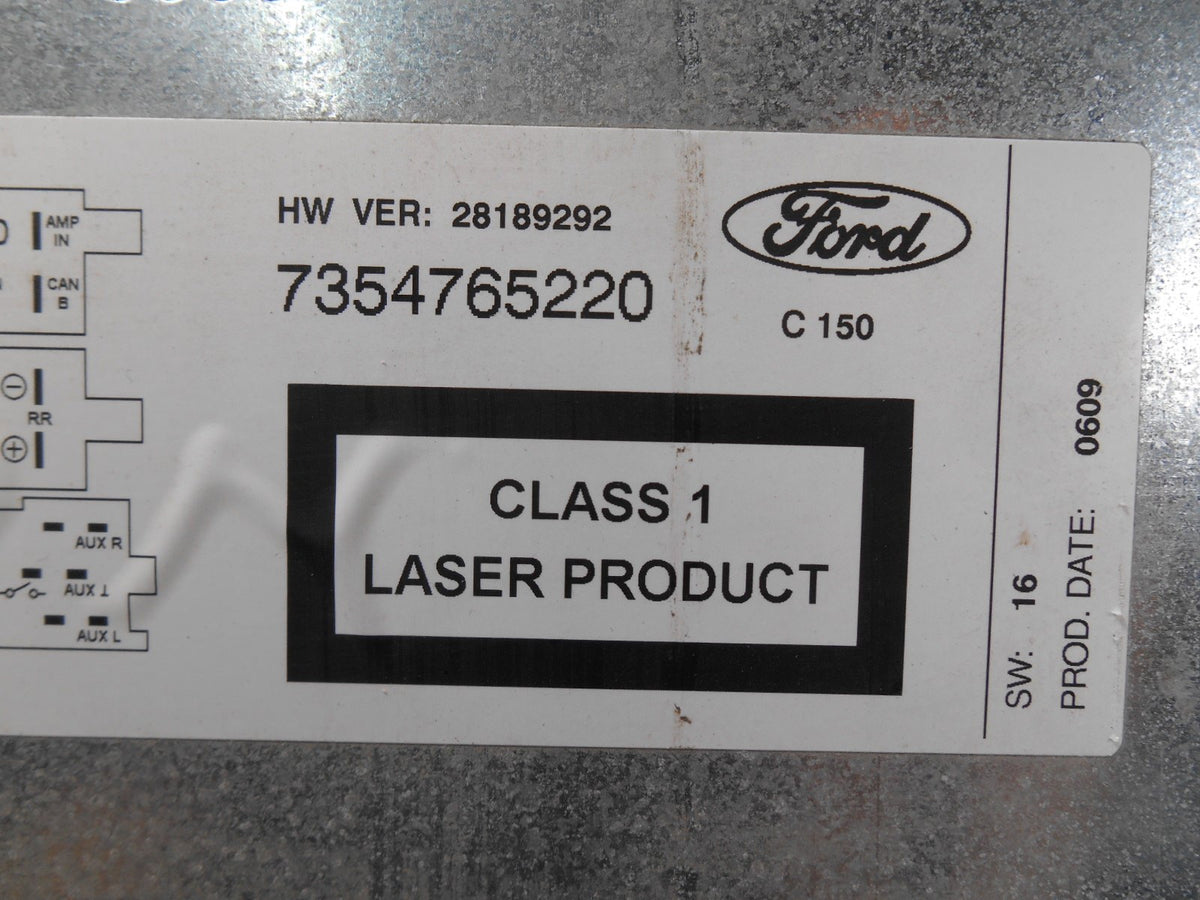 AMP
IN
CAN
B
RR
AUX R
AUX ⊥
AUX L
HW VER: 28189292
7354765220
Ford
C 150
CLASS 1
LASER PRODUCT
SW: 16
PROD. DATE: 0609